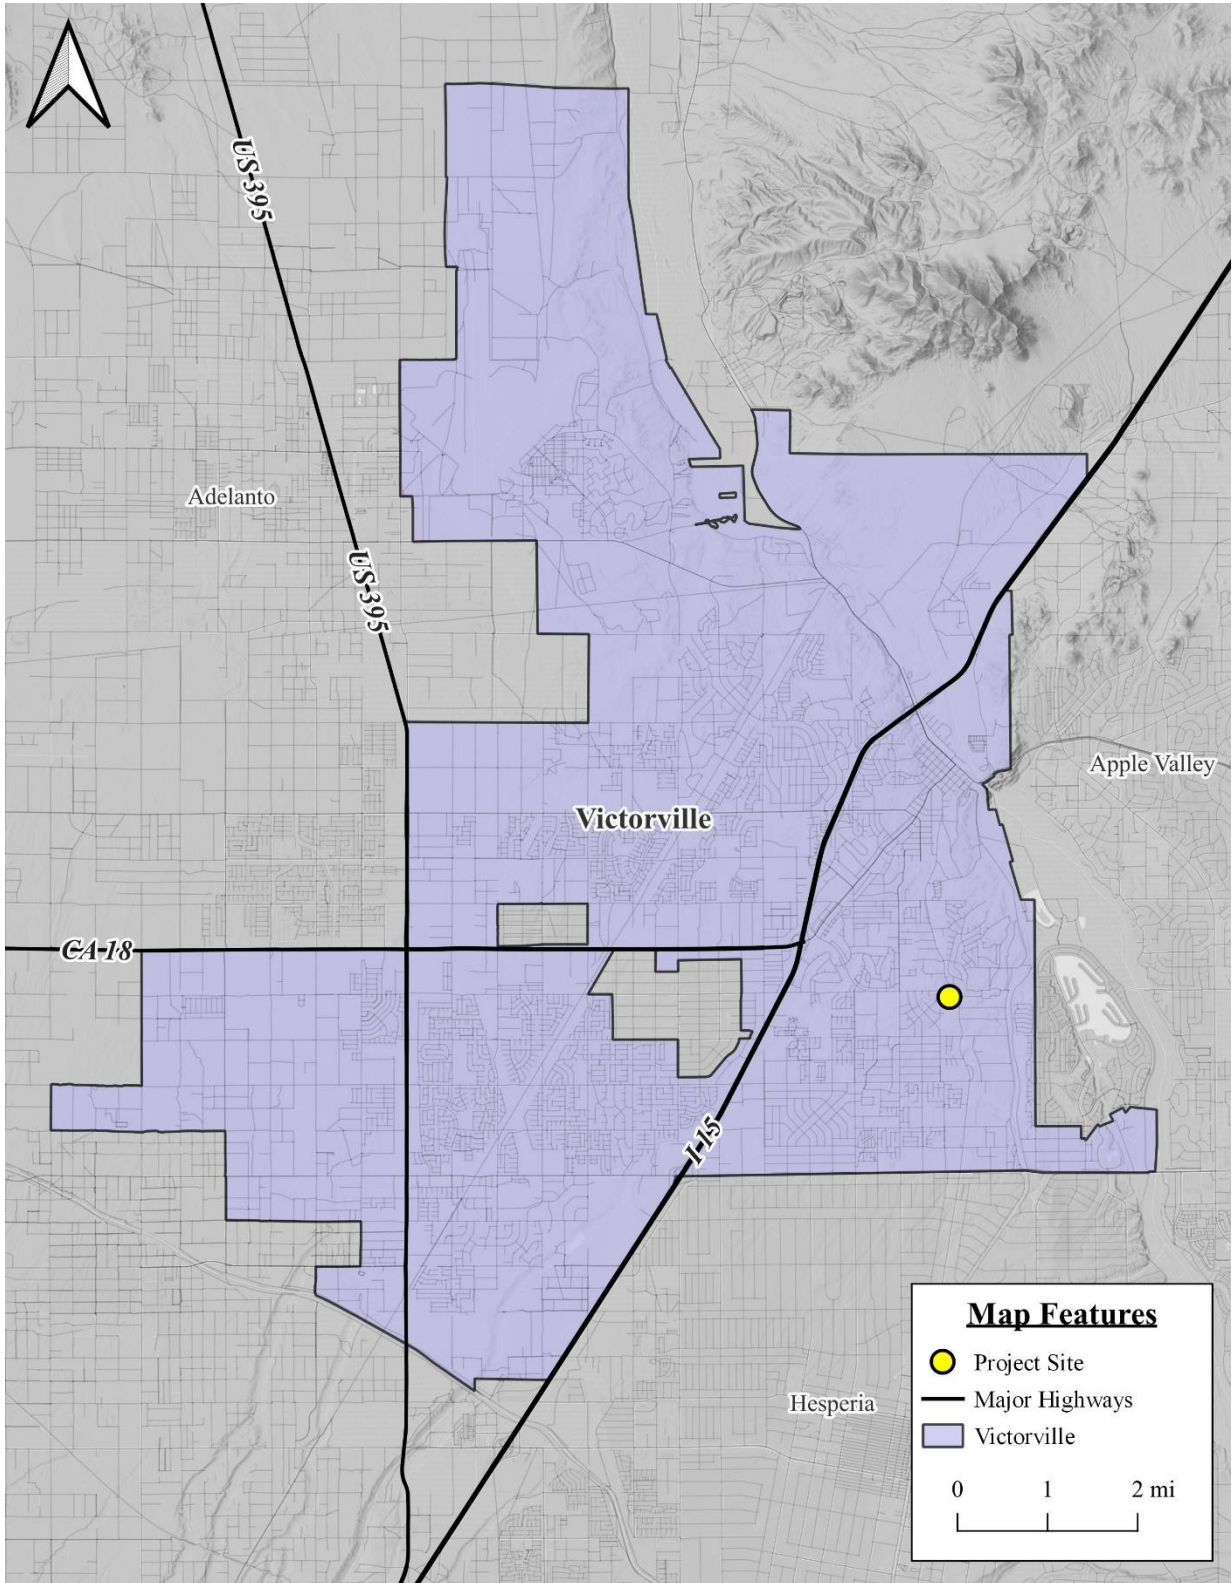 US-395
Adelanto
US-395
Apple Valley
Victorville
CA 18
I-15
Hesperia
Map Features
Project Site
Major Highways
Victorville
0 1 2 mi